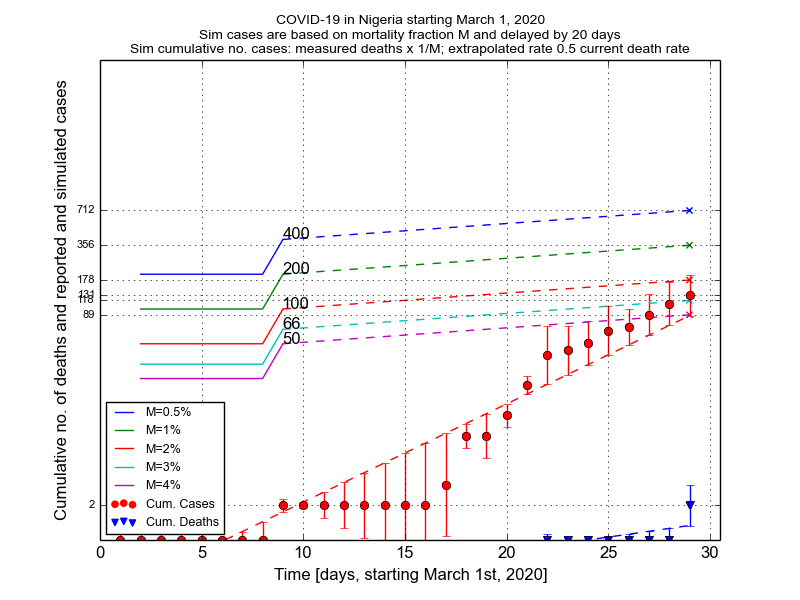 COVID-19 in Nigeria starting March 1, 2020
Sim cases are based on mortality fraction M and delayed by 20 days
Sim cumulative no. cases: measured deaths x 1/M; extrapolated rate 0.5 current death rate
Cumulative no. of deaths and reported and simulated cases
712
356
178
131
89
2
400
200
100
66
50
M=0.5%
M=1%
M=2%
M=3%
M=4%
Cum. Cases
Cum. Deaths
0 5 10 15 20 25 30
Time [days, starting March 1st, 2020]